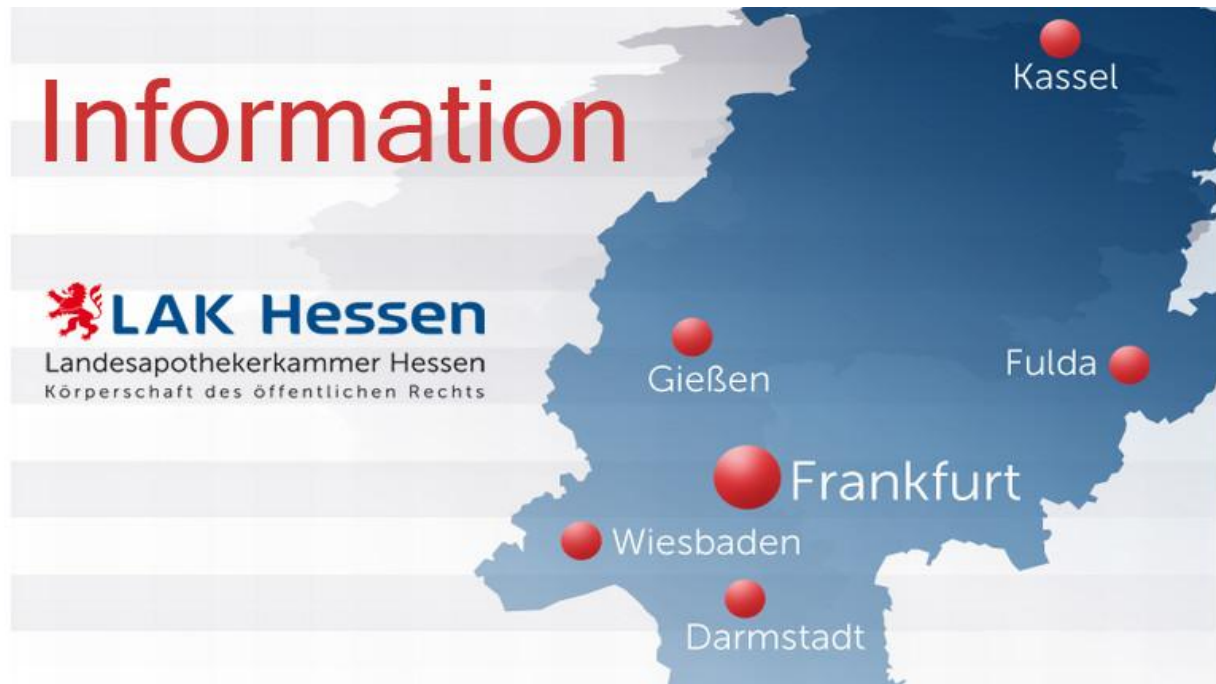 Information
LAK Hessen
Landesapothekerkammer Hessen
Körperschaft des öffentlichen Rechts
Kassel
Gießen
Fulda
Frankfurt
Wiesbaden
Darmstadt